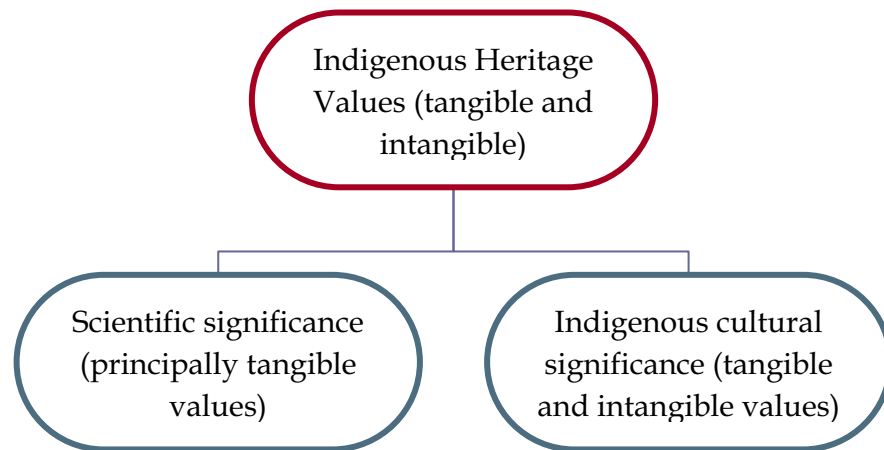 Indigenous Heritage
Values (tangible and
intangible)
Scientific significance
(principally tangible
values)
Indigenous cultural
significance (tangible
and intangible values)